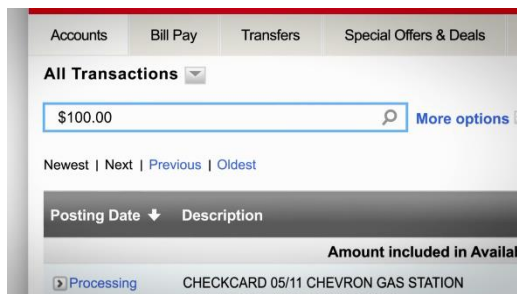 Accounts Bill Pay Transfers Special Offers & Deals
All Transactions
$100.00
More options
Newest | Next | Previous | Oldest
Posting Date Description
Amount included in
Processing CHECKCARD 05/11 CHEVRON GAS STATION